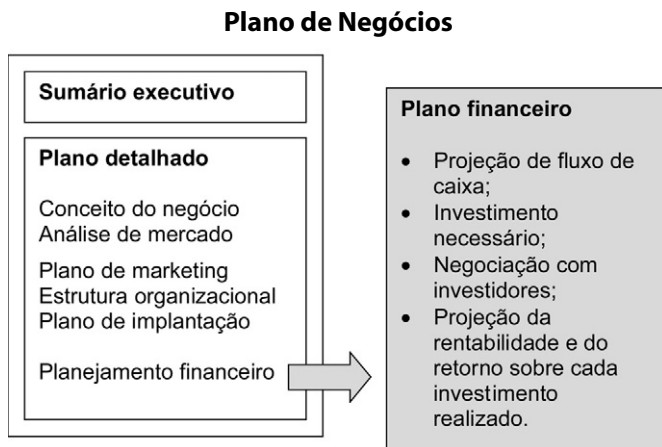 Plano de Negócios
Sumário executivo
Plano detalhado
Conceito do negócio
Análise de mercado
Plano de marketing
Estrutura organizacional
Plano de implantação
Planejamento financeiro
Plano financeiro
• Projeção de fluxo de
caixa;
• Investimento
necessário;
• Negociação com
investidores;
• Projeção da
rentabilidade e do
retorno sobre cada
investimento
realizado.